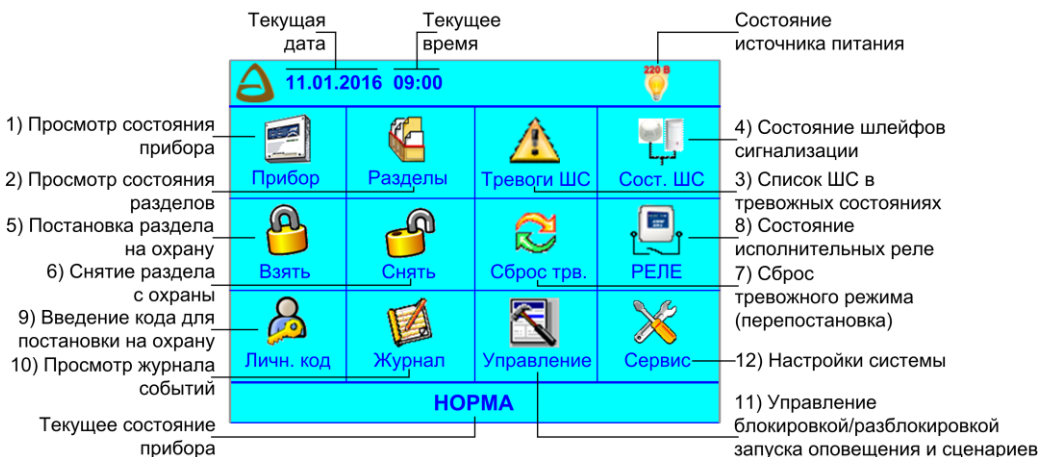 Текущая
дата
Текущее
время
Состояние
источника питания
11.01.2016 09:00
220 В
1) Просмотр состояния
прибора
2) Просмотр состояния
разделов
5) Постановка раздела
на охрану
6) Снятие раздела
с охраны
9) Введение кода для
постановки на охрану
10) Просмотр журнала
событий
Текущее состояние
прибора
Прибор
Разделы
Тревоги ШС
Сост. ШС
Взять
Снять
Сброс трв.
РЕЛЕ
Личн. код
Журнал
Управление
Сервис
НОРМА
4) Состояние шлейфов
сигнализации
3) Список ШС в
тревожных состояниях
8) Состояние
исполнительных реле
7) Сброс
тревожного режима
(перепостановка)
12) Настройки системы
11) Управление
блокировкой/разблокировкой
запуска оповещения и сценариев